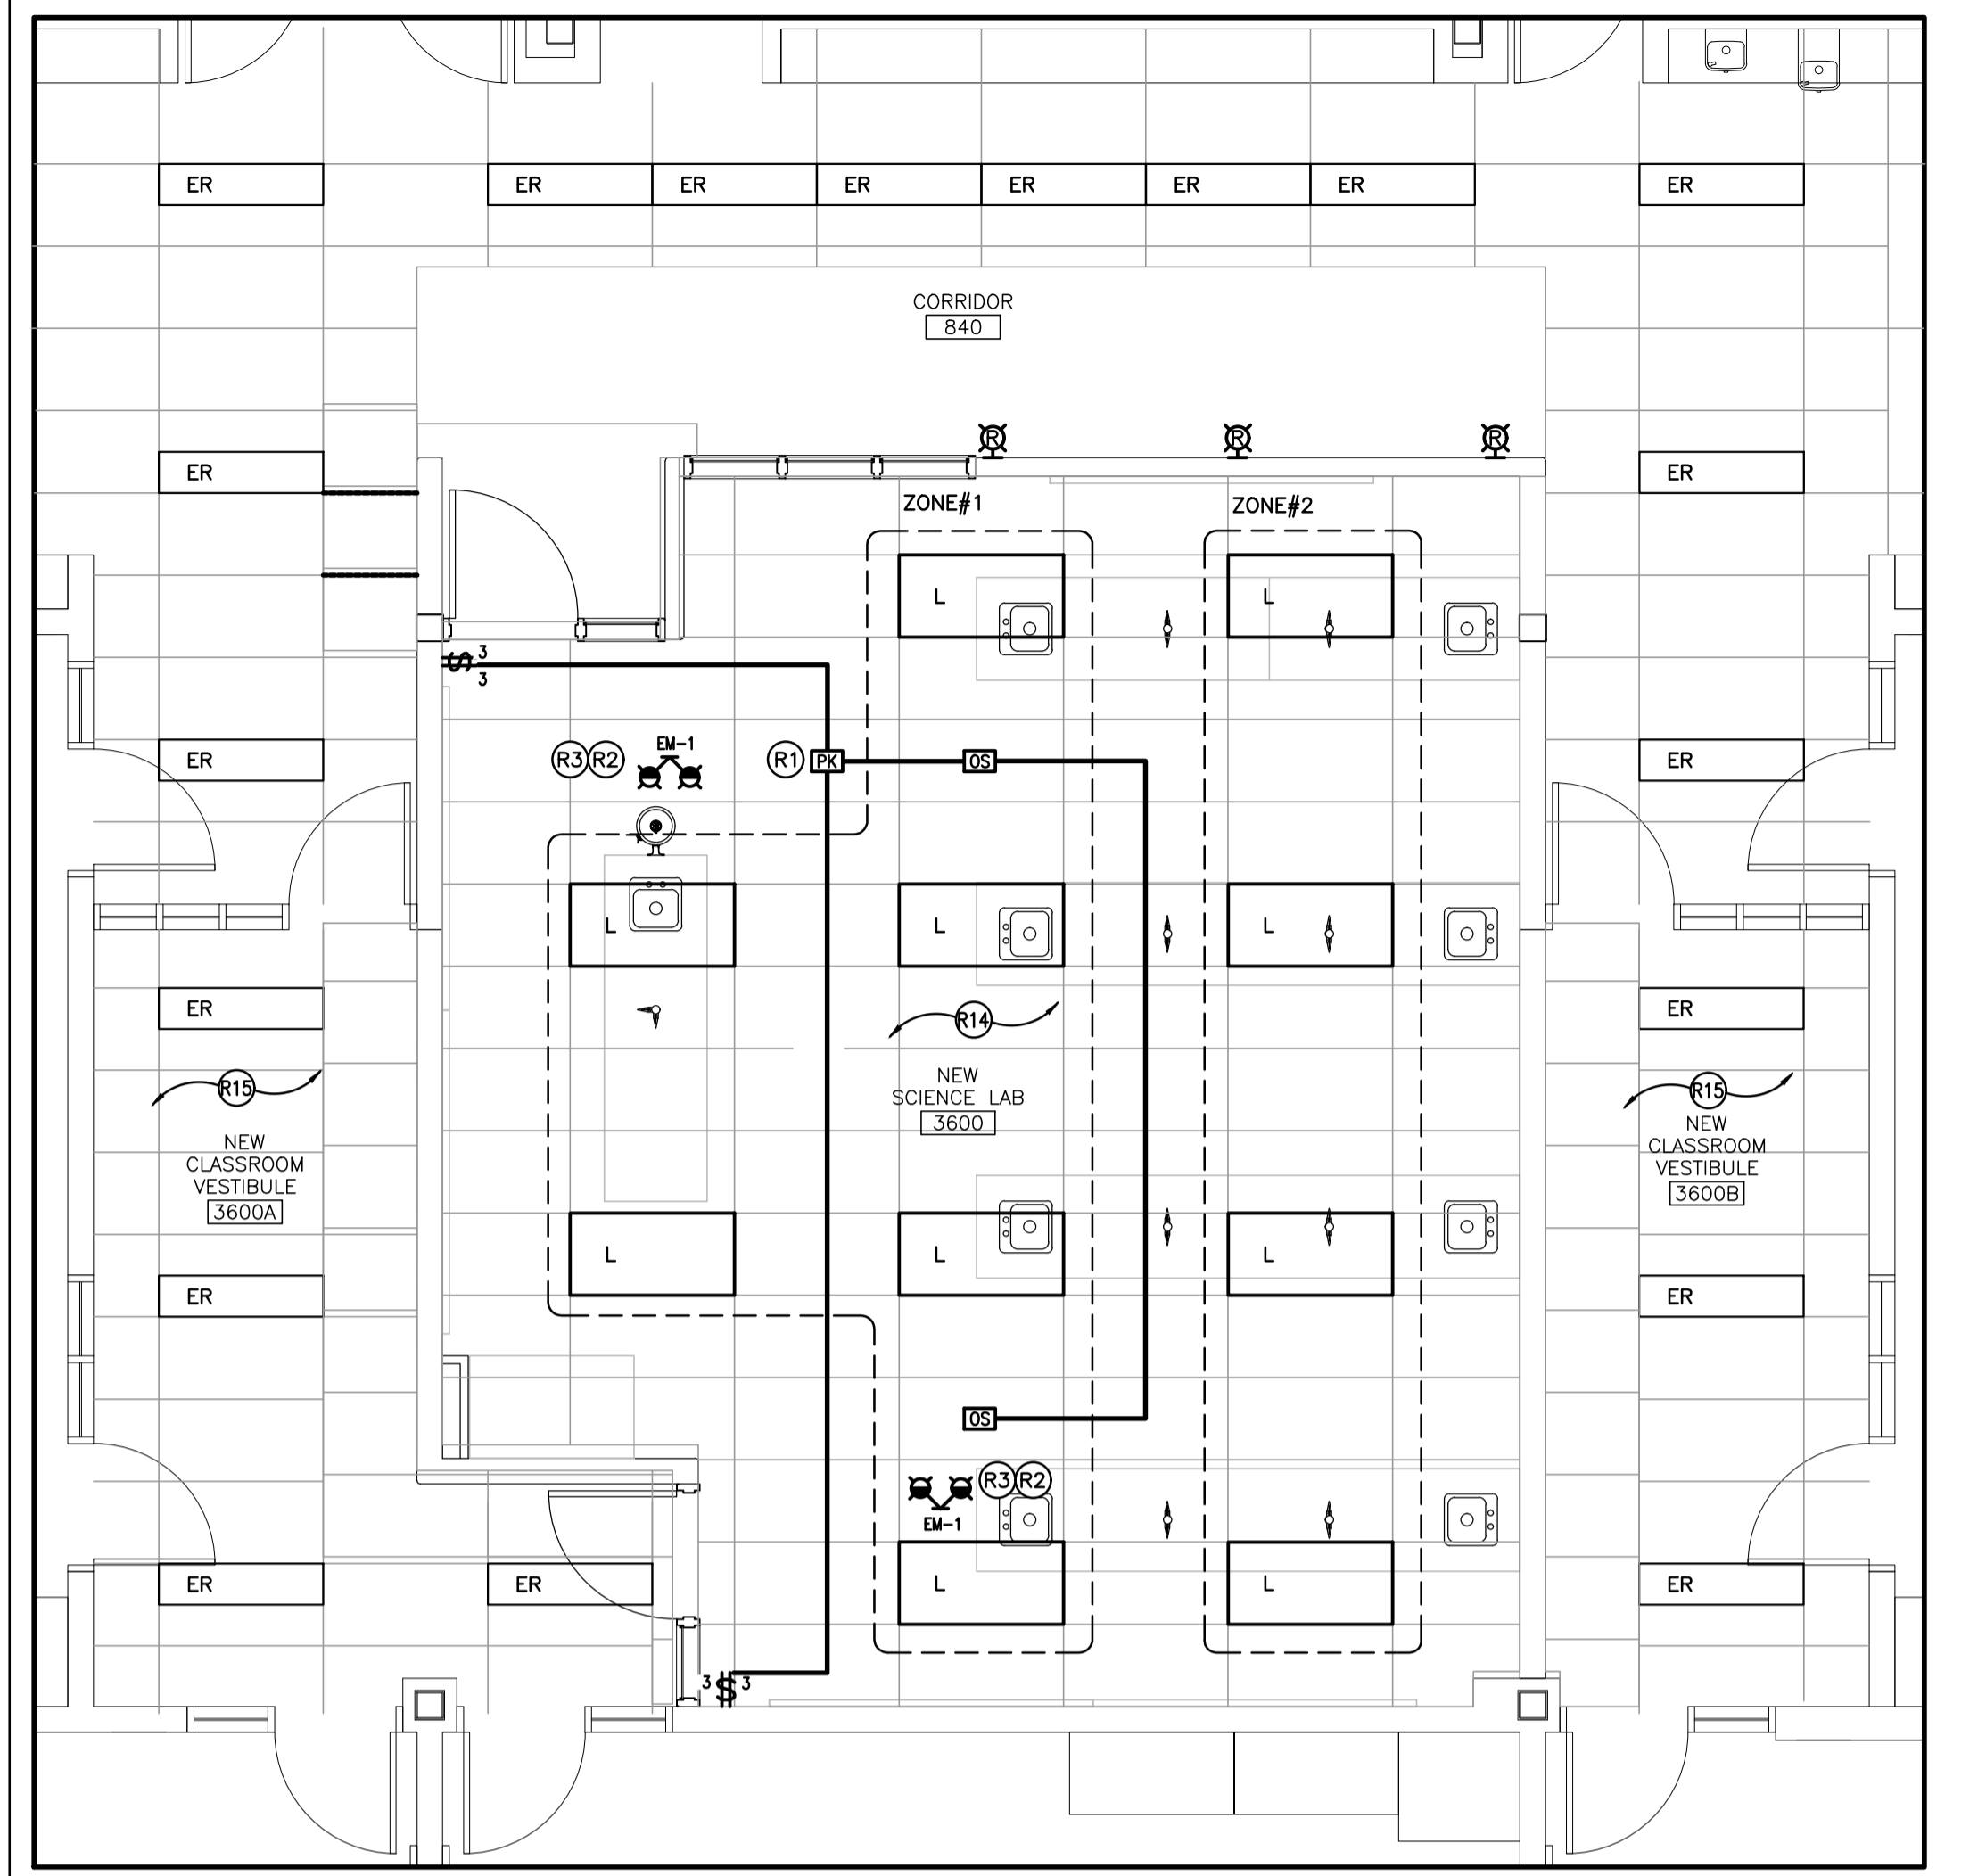 ER
ER
ER
ER
ER
ER
ER
ER
CORRIDOR
840
R
R
R
ER
ER
ZONE#1
ZONE#2
L
L
$ 3
3
EM-1
R3
R2
R1
PK
OS
ER
ER
L
L
L
ER
ER
R14
NEW
SCIENCE LAB
3600
R15
NEW
CLASSROOM
VESTIBULE
3600A
R15
NEW
CLASSROOM
VESTIBULE
3600B
L
L
L
ER
ER
OS
R3
R2
EM-1
L
L
ER
ER
ER
3 $ 3